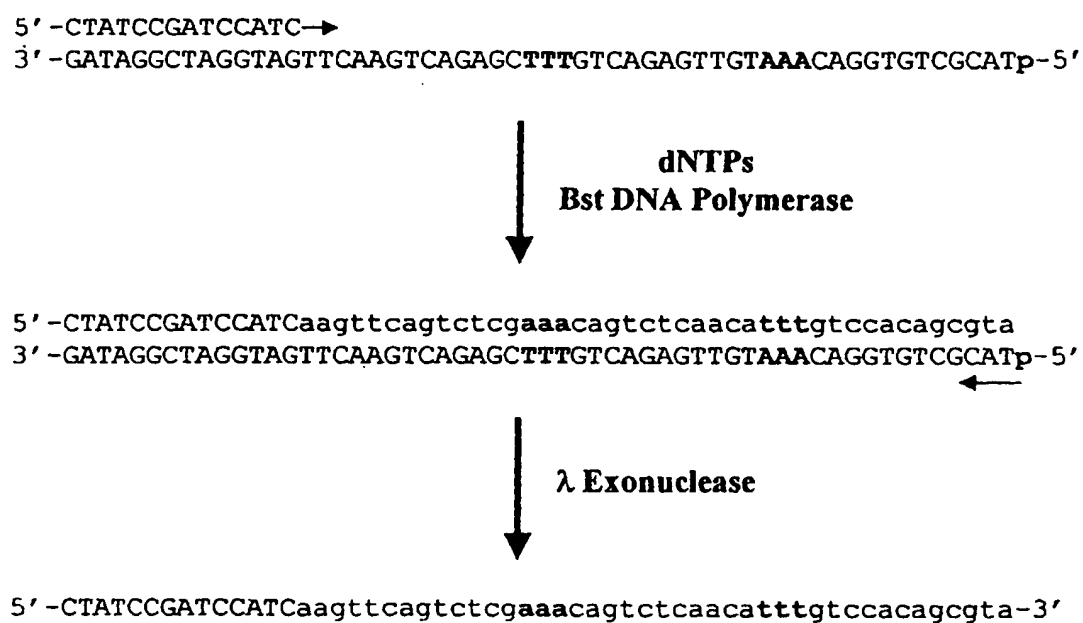 5'-CTATCCGATCCATC→
3'-GATAGGCTAGGTAGTTCAAGTCAGAGCTTTGTCAGAGTTGTAAACAGGTGTCGCATp-5'
dNTPs
Bst DNA Polymerase
5'-CTATCCGATCCATCaagttcagtctcgaaacagtctcaacatttgtccacagcgta
3'-GATAGGCTAGGTAGTTCAAGTCAGAGCTTTGTCAGAGTTGTAAACAGGTGTCGCATp-5'
λ Exonuclease
5'-CTATCCGATCCATCaagttcagtctcgaaacagtctcaacatttgtccacagcgta-3'